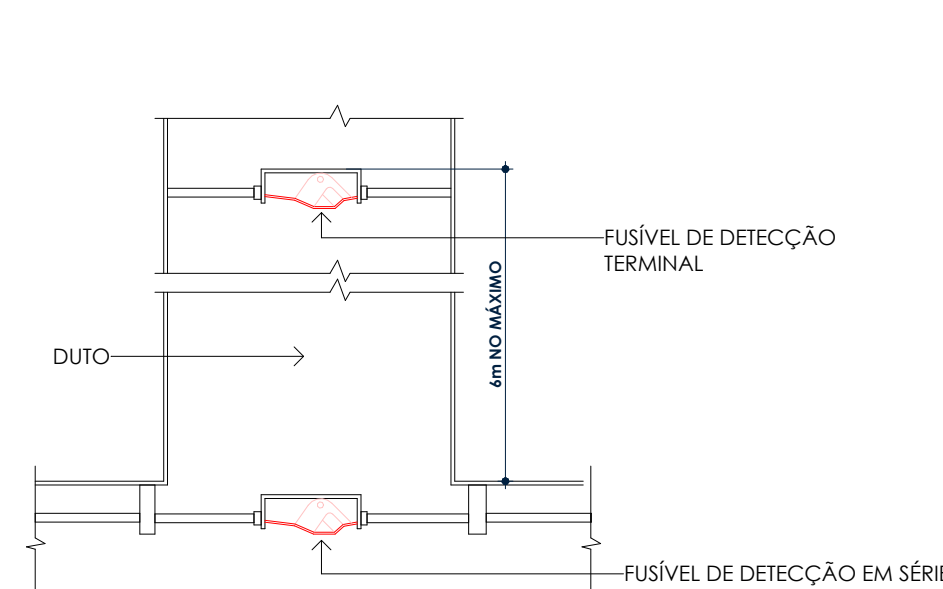 FUSÍVEL DE DETECÇÃO
TERMINAL
6m NO MÁXIMO
DUTO
FUSÍVEL DE DETECÇÃO EM SÉRIE